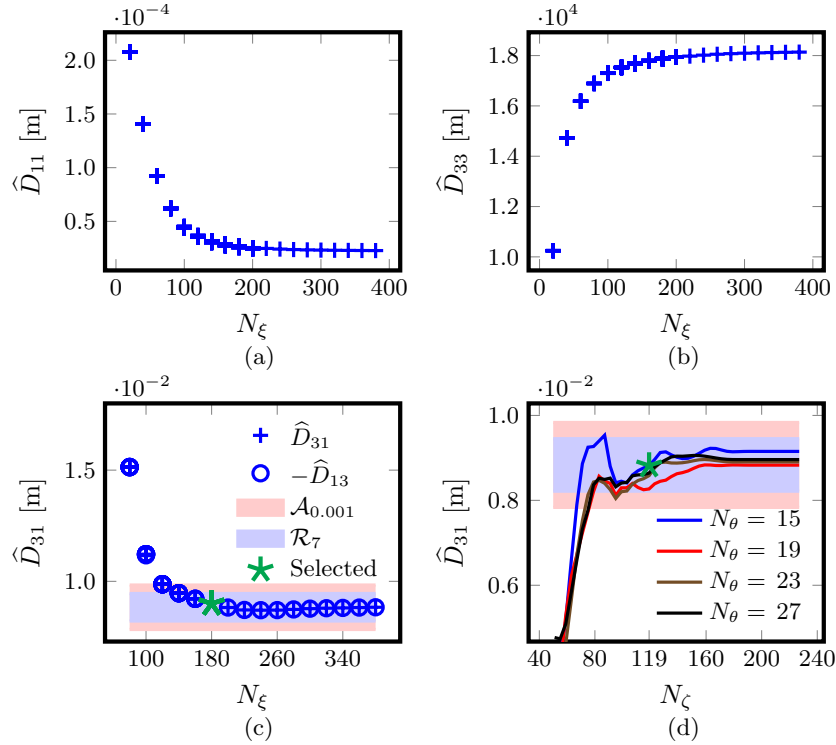 ·10⁻⁴
2.0
1.5
1.0
0.5
0 100 200 300 400
D̂₁₁ [m]
N_ξ
(a)
·10⁴
1.8
1.6
1.4
1.2
1.0
0 100 200 300 400
D̂₃₃ [m]
N_ξ
(b)
·10⁻²
1.5
1.0
100 180 260 340
D̂₃₁ [m]
N_ξ
D̂₃₁
−D̂₁₃
𝒜₀.₀₀₁
ℛ₇
Selected
(c)
·10⁻²
1.0
0.8
0.6
40 80 119 160 200 240
D̂₃₁ [m]
N_ζ
N_θ = 15
N_θ = 19
N_θ = 23
N_θ = 27
(d)